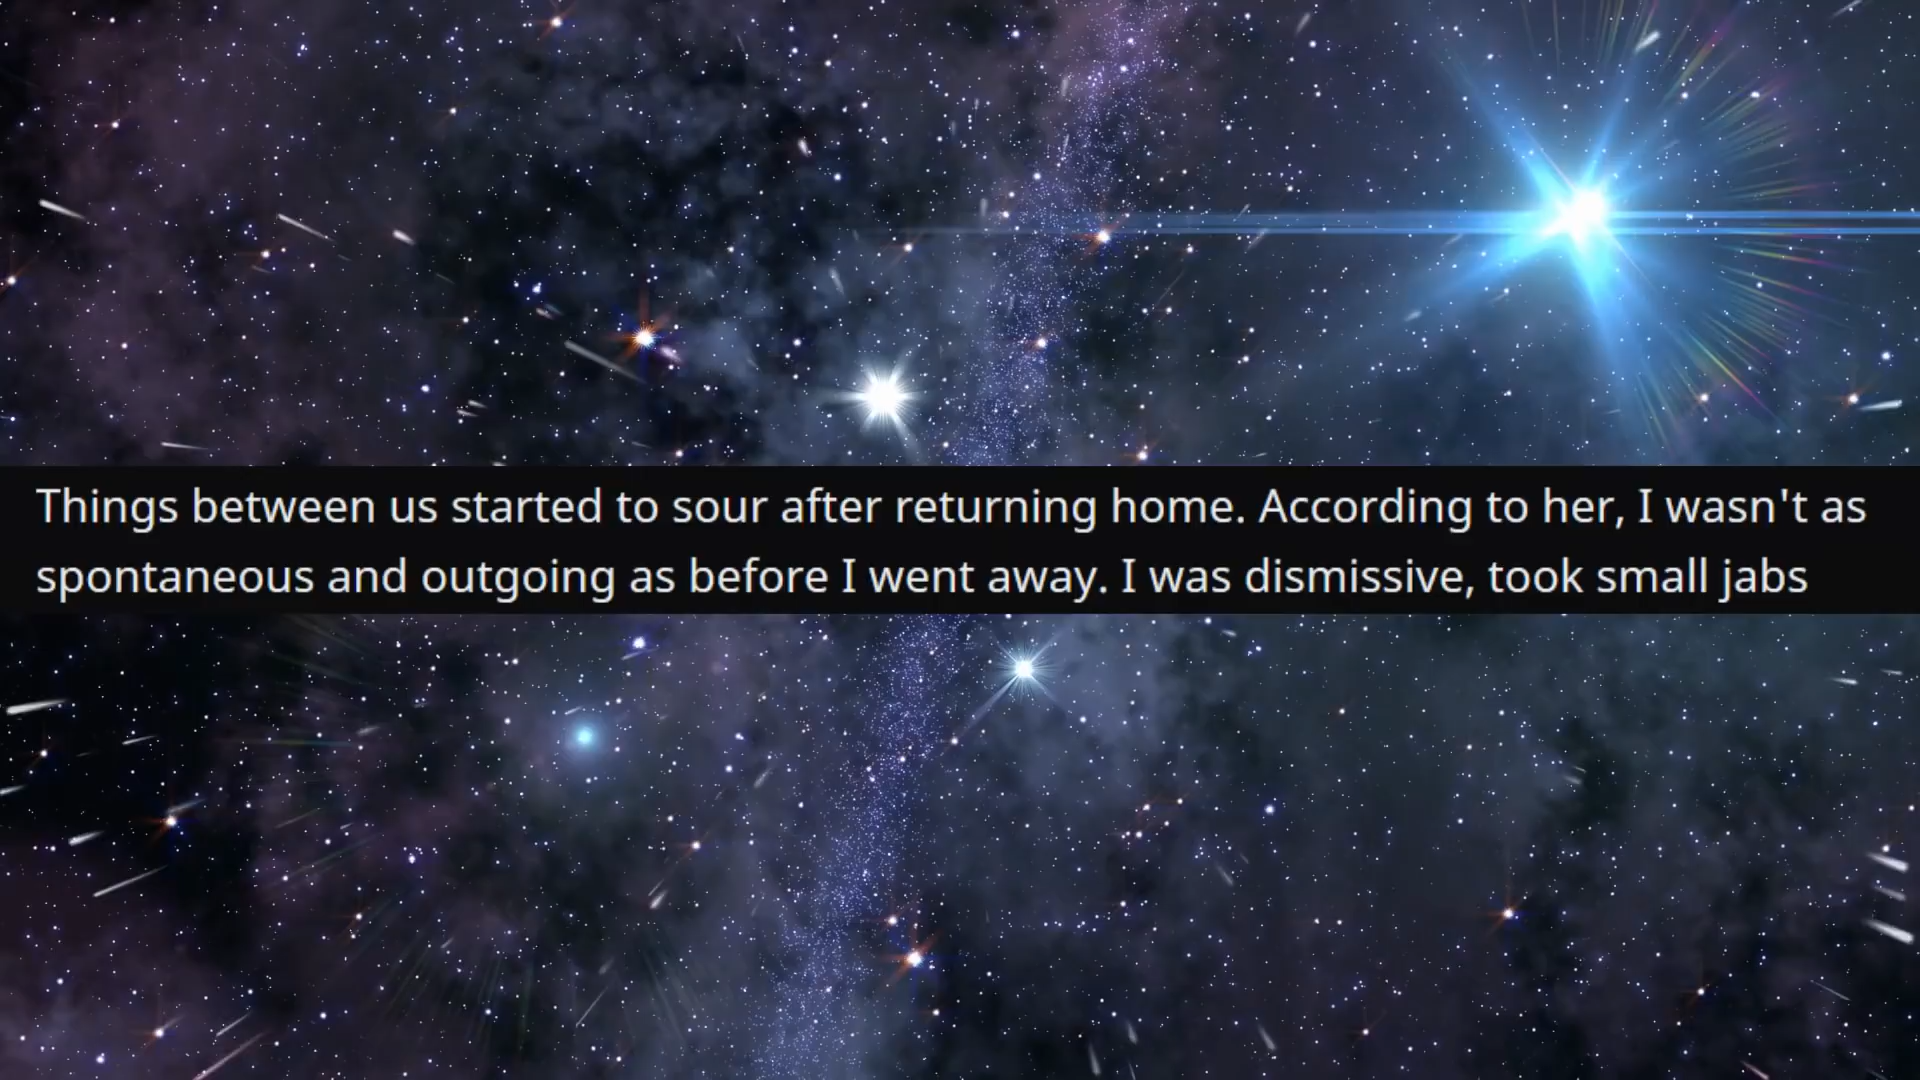 Things between us started to sour after returning home. According to her, I wasn't as
spontaneous and outgoing as before I went away. I was dismissive, took small jabs